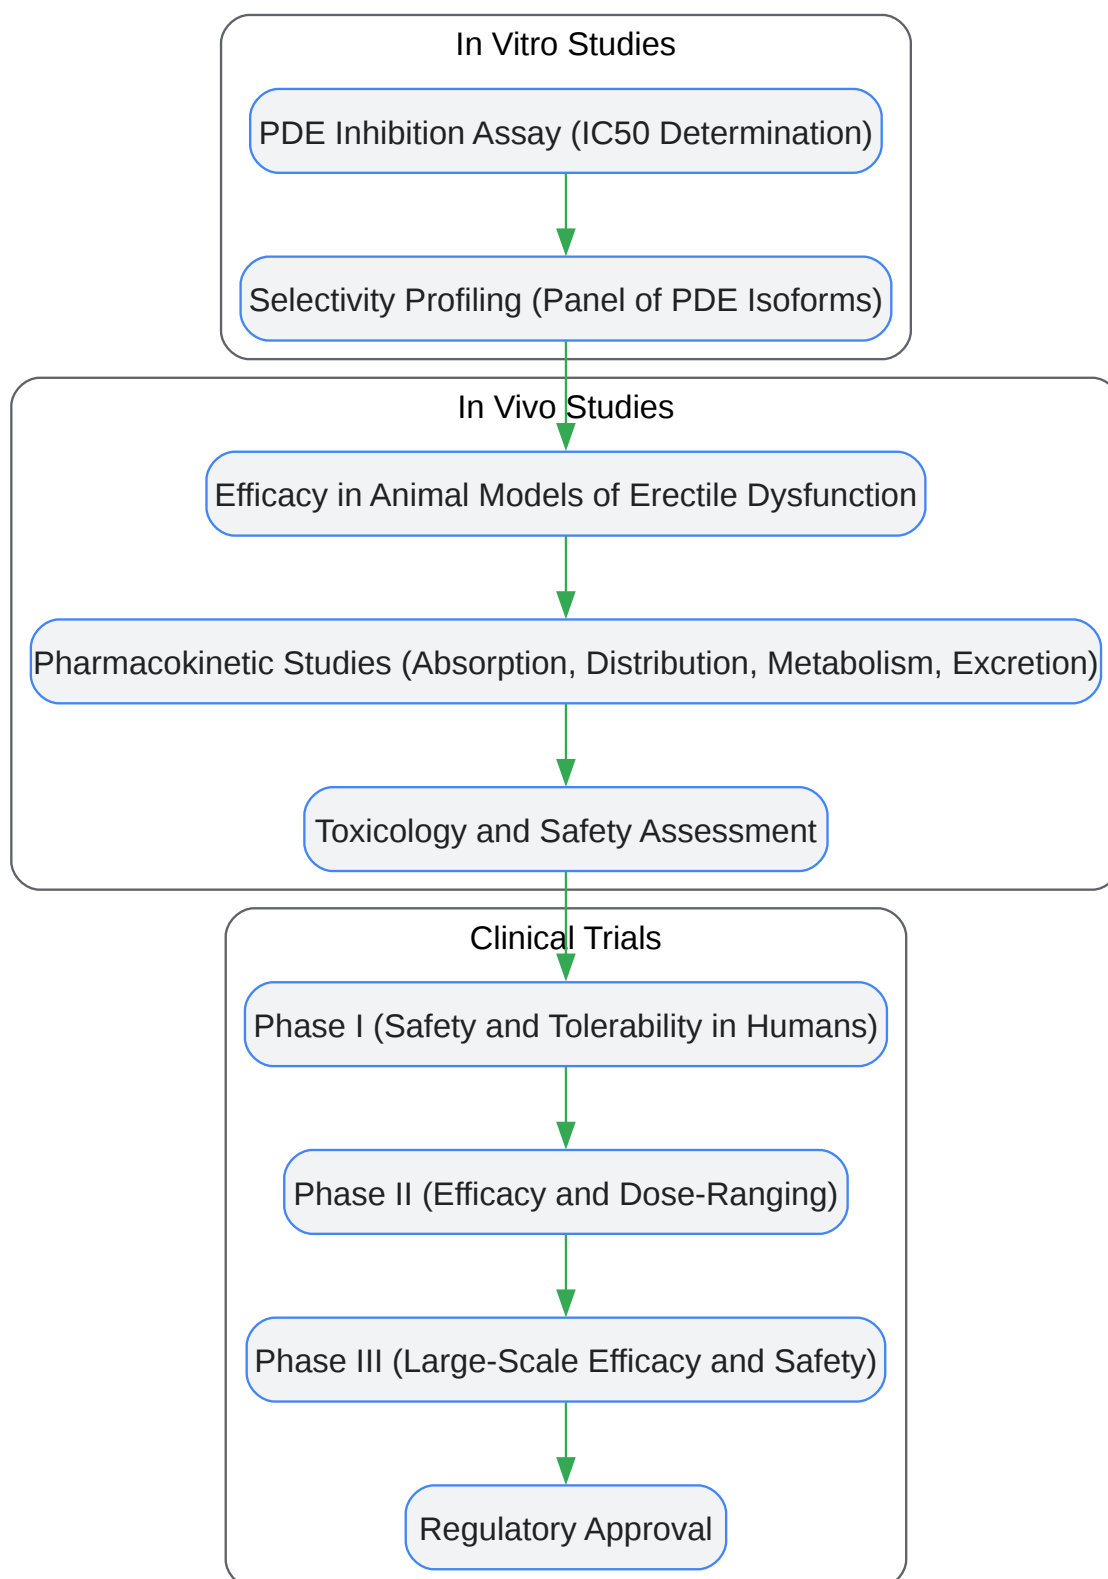 In Vitro Studies
PDE Inhibition Assay (IC50 Determination)
Selectivity Profiling (Panel of PDE Isoforms)
In Vivo Studies
Efficacy in Animal Models of Erectile Dysfunction
Pharmacokinetic Studies (Absorption, Distribution, Metabolism, Excretion)
Toxicology and Safety Assessment
Clinical Trials
Phase I (Safety and Tolerability in Humans)
Phase II (Efficacy and Dose-Ranging)
Phase III (Large-Scale Efficacy and Safety)
Regulatory Approval